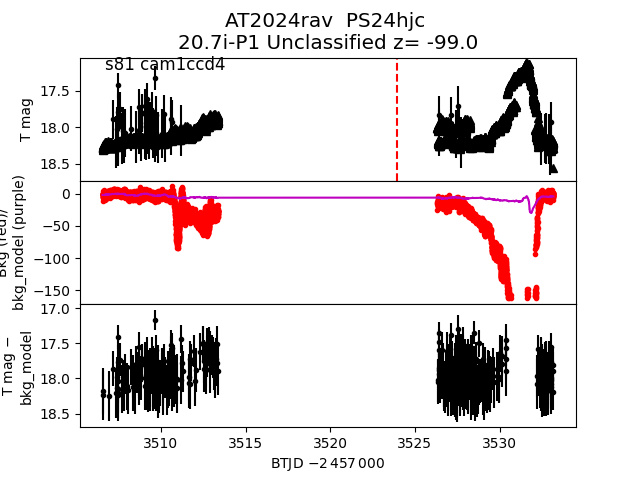 AT2024rav PS24hjc
20.7i-P1 Unclassified z= -99.0
s81 cam1ccd4
T mag
17.5
18.0
18.5
Bkg (red)/
bkg_model (purple)
0
−50
−100
−150
T mag −
bkg_model
17.0
17.5
18.0
18.5
3510 3515 3520 3525 3530
BTJD −2 457 000